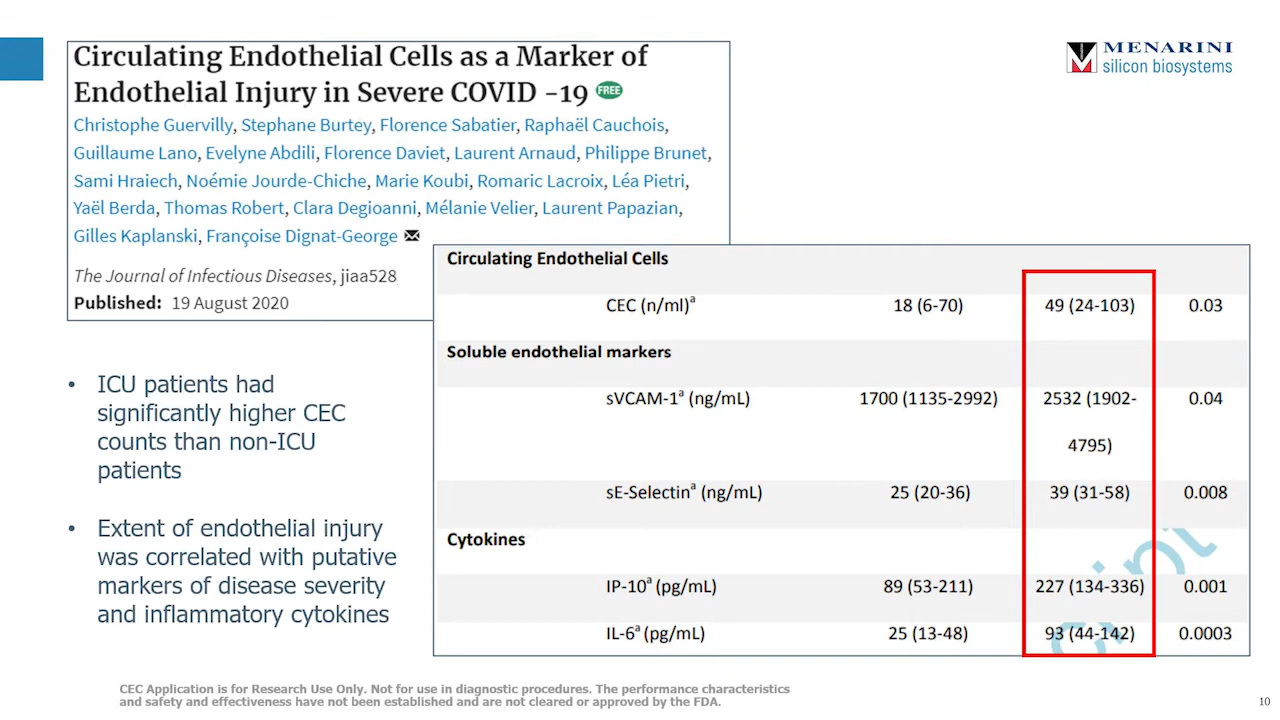 Circulating Endothelial Cells as a Marker of
Endothelial Injury in Severe COVID -19 FREE
Christophe Guervilly, Stephane Burtey, Florence Sabatier, Raphaël Cauchois,
Guillaume Lano, Evelyne Abdili, Florence Daviet, Laurent Arnaud, Philippe Brunet,
Sami Hraiech, Noémie Jourde-Chiche, Marie Koubi, Romaric Lacroix, Léa Pietri,
Yaël Berda, Thomas Robert, Clara Degioanni, Mélanie Velier, Laurent Papazian,
Gilles Kaplanski, Françoise Dignat-George
The Journal of Infectious Diseases, jiaa528
Published: 19 August 2020
MENARINI
silicon biosystems
Circulating Endothelial Cells
CEC (n/ml)a 18 (6-70) 49 (24-103) 0.03
Soluble endothelial markers
sVCAM-1a (ng/mL) 1700 (1135-2992) 2532 (1902-
4795)
0.04
sE-Selectina (ng/mL) 25 (20-36) 39 (31-58) 0.008
Cytokines
IP-10a (pg/mL) 89 (53-211) 227 (134-336) 0.001
IL-6a (pg/mL) 25 (13-48) 93 (44-142) 0.0003
• ICU patients had
significantly higher CEC
counts than non-ICU
patients
• Extent of endothelial injury
was correlated with putative
markers of disease severity
and inflammatory cytokines
CEC Application is for Research Use Only. Not for use in diagnostic procedures. The performance characteristics
and safety and effectiveness have not been established and are not cleared or approved by the FDA.
10